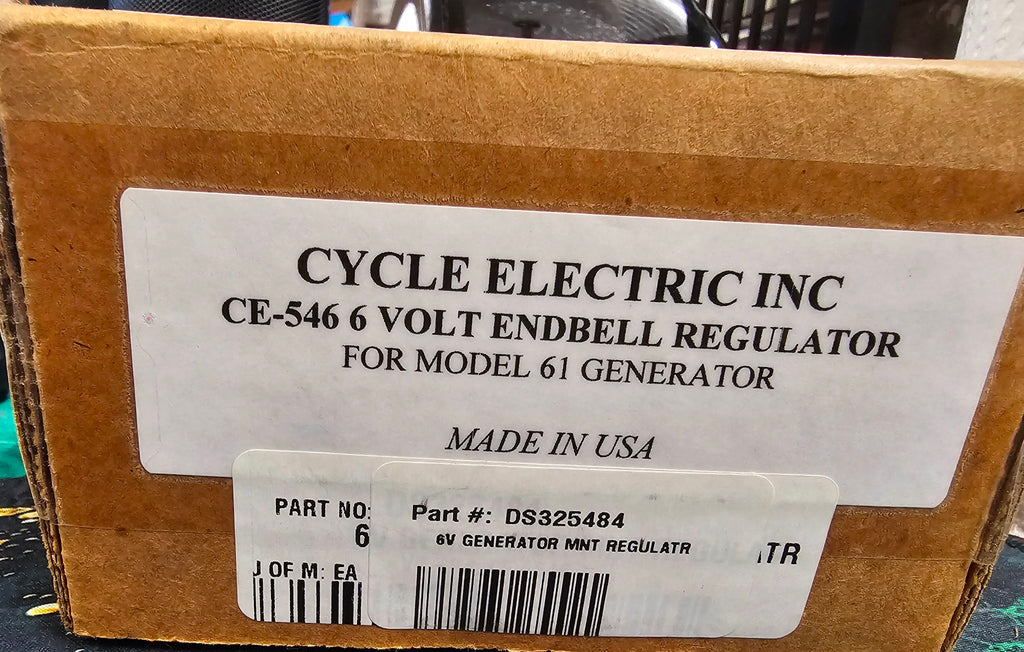 CYCLE ELECTRIC INC
CE-546 6 VOLT ENDBELL REGULATOR
FOR MODEL 61 GENERATOR
MADE IN USA
PART NO:
6
J OF M: EA
Part #: DS325484
6V GENERATOR MNT REGULATR
TR